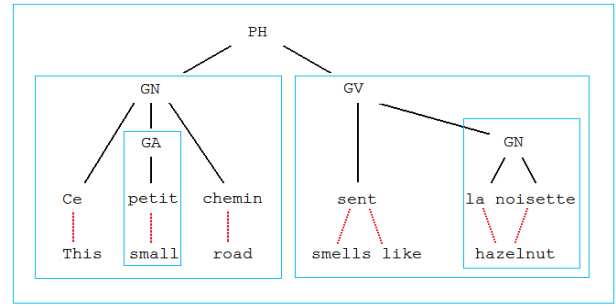 PH
GN GV
GA GN
Ce petit chemin sent la noisette
This small road smells like hazelnut